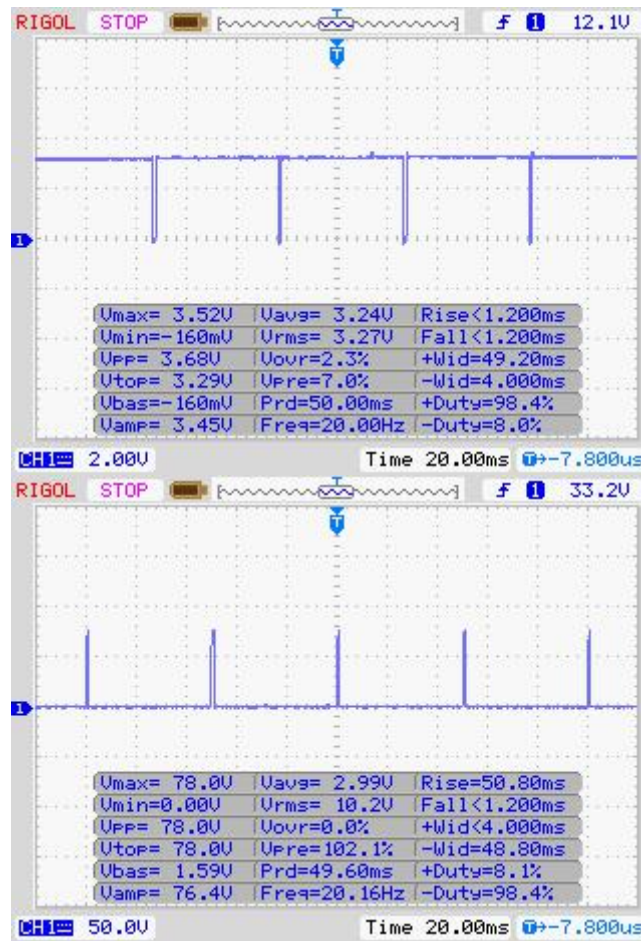 RIGOL STOP T f 1 12.1V
T
1
Vmax= 3.52V Vavg= 3.24V Rise<1.200ms
Vmin=-160mV Vrms= 3.27V Fall<1.200ms
Vpp= 3.68V Vovr=2.3% +Wid=49.20ms
Vtop= 3.29V Vpre=7.0% -Wid=4.000ms
Vbas=-160mV Prd=50.00ms +Duty=98.4%
Vamp= 3.45V Freq=20.00Hz -Duty=8.0%
CH1 2.00V Time 20.00ms T→-7.800us
RIGOL STOP T f 1 33.2V
T
1
Vmax= 78.0V Vavg= 2.99V Rise=50.80ms
Vmin=0.00V Vrms= 10.2V Fall<1.200ms
Vpp= 78.0V Vovr=0.0% +Wid<4.000ms
Vtop= 78.0V Vpre=102.1% -Wid=48.80ms
Vbas= 1.59V Prd=49.60ms +Duty=8.1%
Vamp= 76.4V Freq=20.16Hz -Duty=98.4%
CH1 50.0V Time 20.00ms T→-7.800us